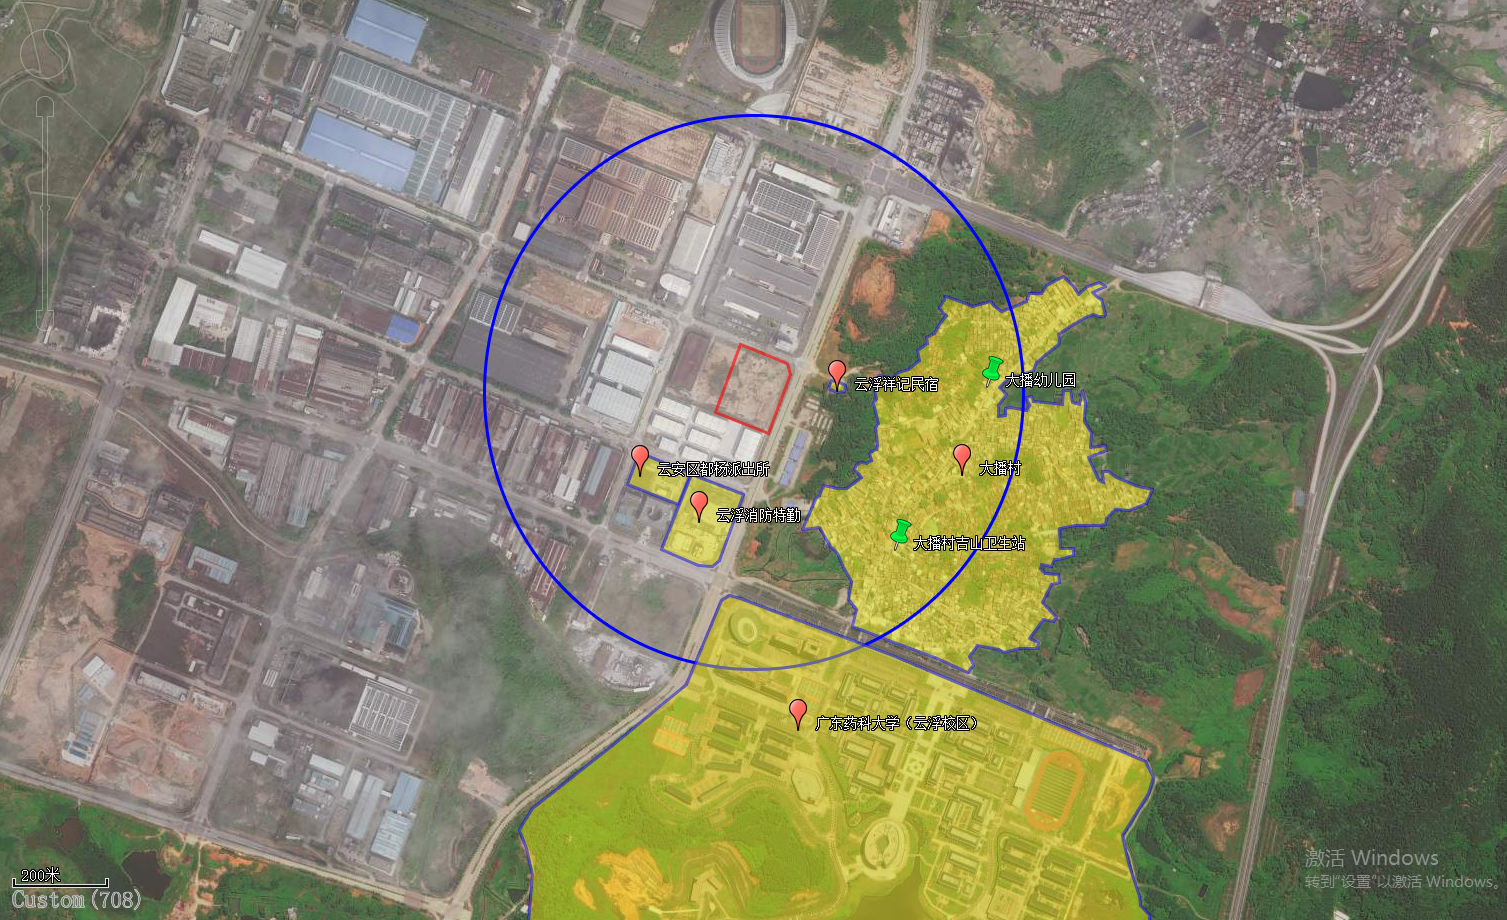 云浮祥记民宿
大播幼儿园
云安区都杨派出所
大播村
云浮消防特勤
大播村吉山卫生站
广东药科大学（云浮校区）
激活 Windows
转到"设置"以激活 Windows。
200米
Custom(708)